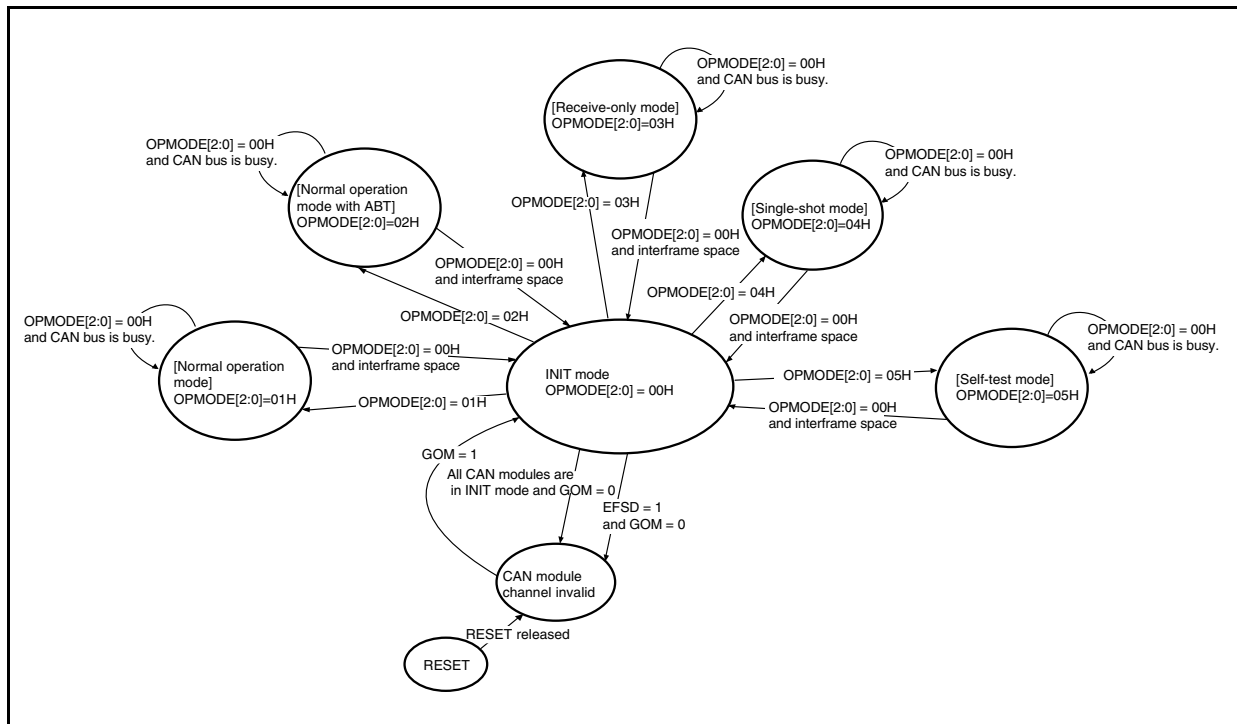 OPMODE[2:0] = 00H
and CAN bus is busy.
[Receive-only mode]
OPMODE[2:0]=03H
OPMODE[2:0] = 00H
and CAN bus is busy.
[Normal operation
mode with ABT]
OPMODE[2:0]=02H
OPMODE[2:0] = 03H
OPMODE[2:0] = 00H
and CAN bus is busy.
[Single-shot mode]
OPMODE[2:0]=04H
OPMODE[2:0] = 00H
and interframe space
OPMODE[2:0] = 00H
and interframe space
OPMODE[2:0] = 04H
OPMODE[2:0] = 02H
OPMODE[2:0] = 00H
and interframe space
OPMODE[2:0] = 00H
and CAN bus is busy.
[Normal operation
mode]
OPMODE[2:0]=01H
OPMODE[2:0] = 00H
and interframe space
OPMODE[2:0] = 01H
INIT mode
OPMODE[2:0] = 00H
OPMODE[2:0] = 05H
OPMODE[2:0] = 00H
and interframe space
OPMODE[2:0] = 00H
and CAN bus is busy.
[Self-test mode]
OPMODE[2:0]=05H
GOM = 1
All CAN modules are
in INIT mode and GOM = 0
EFSD = 1
and GOM = 0
CAN module
channel invalid
RESET released
RESET